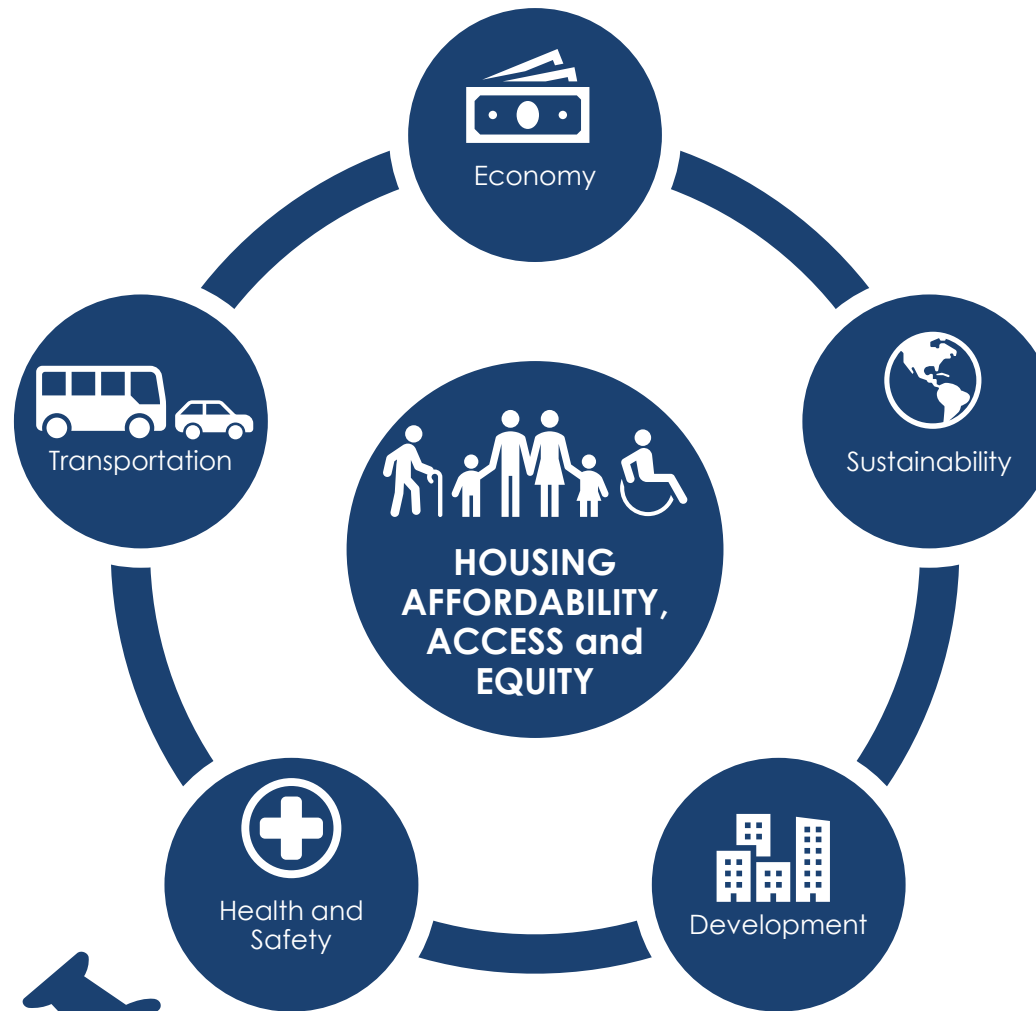 Economy
Transportation
Sustainability
HOUSING
AFFORDABILITY,
ACCESS and
EQUITY
Health and
Safety
Development